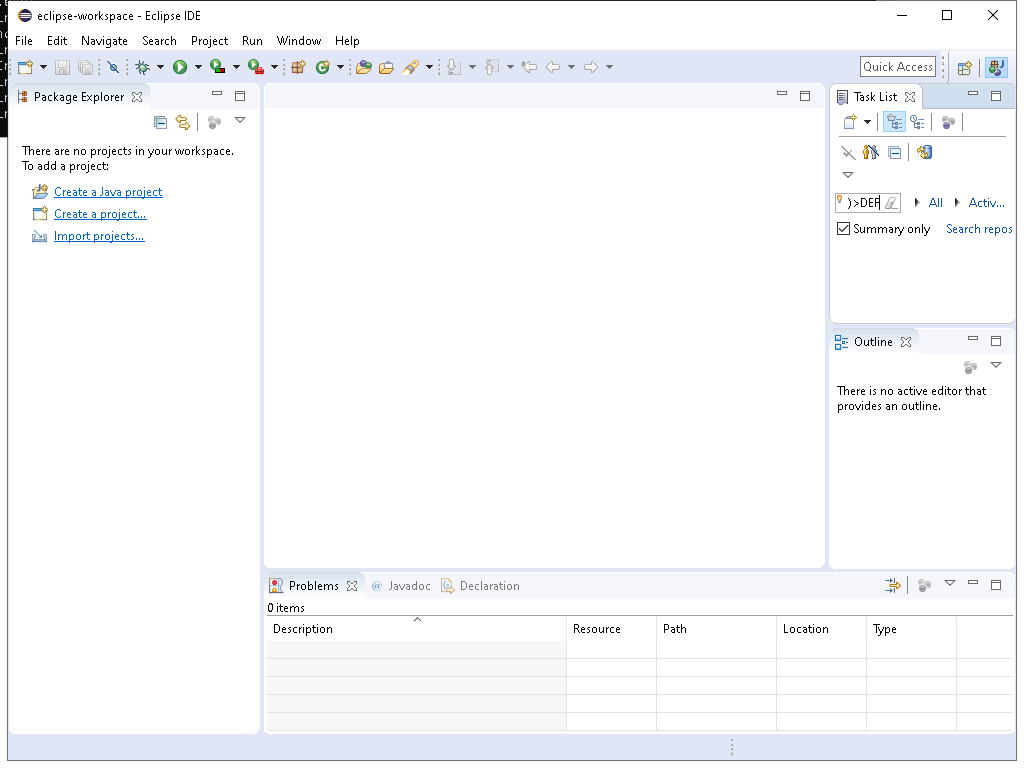 eclipse-workspace - Eclipse IDE
File Edit Navigate Search Project Run Window Help
Quick Access
Package Explorer
There are no projects in your workspace.
To add a project:
Create a Java project
Create a project...
Import projects...
Task List
)>DEF All Activ...
Summary only Search repos
Outline
There is no active editor that
provides an outline.
Problems @ Javadoc Declaration
0 items
Description Resource Path Location Type